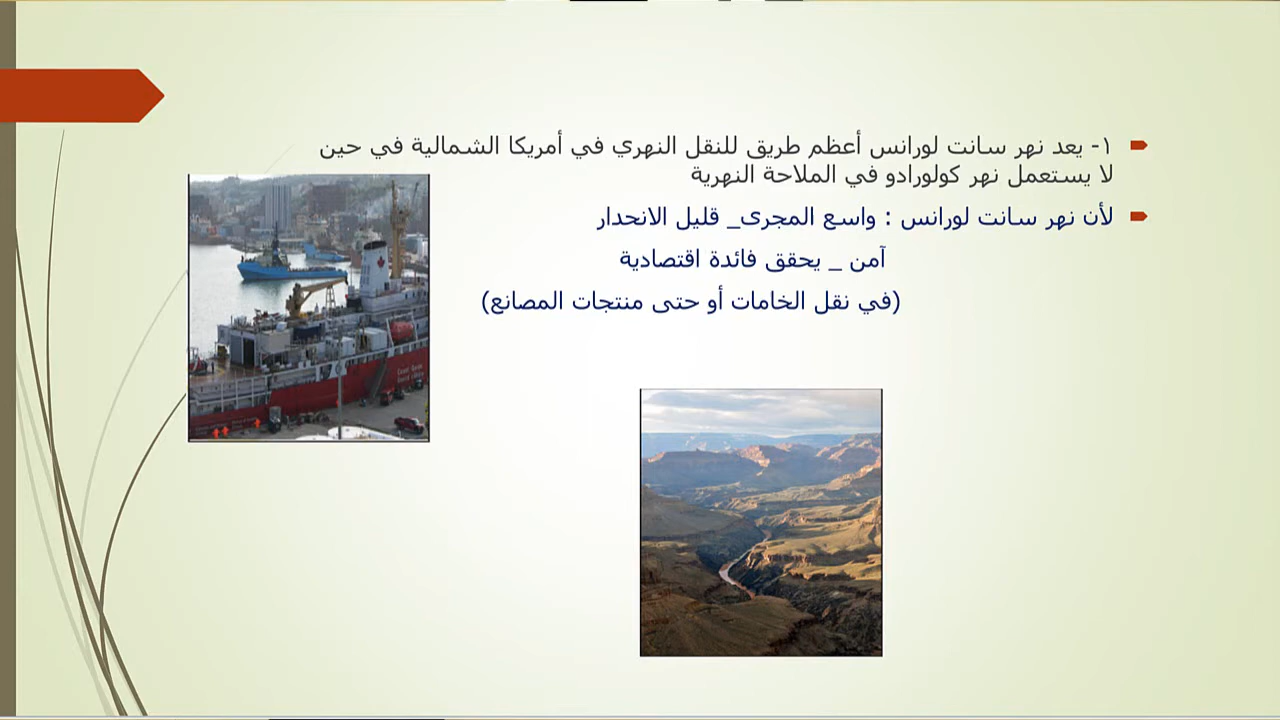 ١- يعد نهر سانت لورانس أعظم طريق للنقل النهري في أمريكا الشمالية في حين
لا يستعمل نهر كولورادو في الملاحة النهرية
لأن نهر سانت لورانس : واسع المجرى_ قليل الانحدار
آمن _ يحقق فائدة اقتصادية
(في نقل الخامات أو حتى منتجات المصانع)